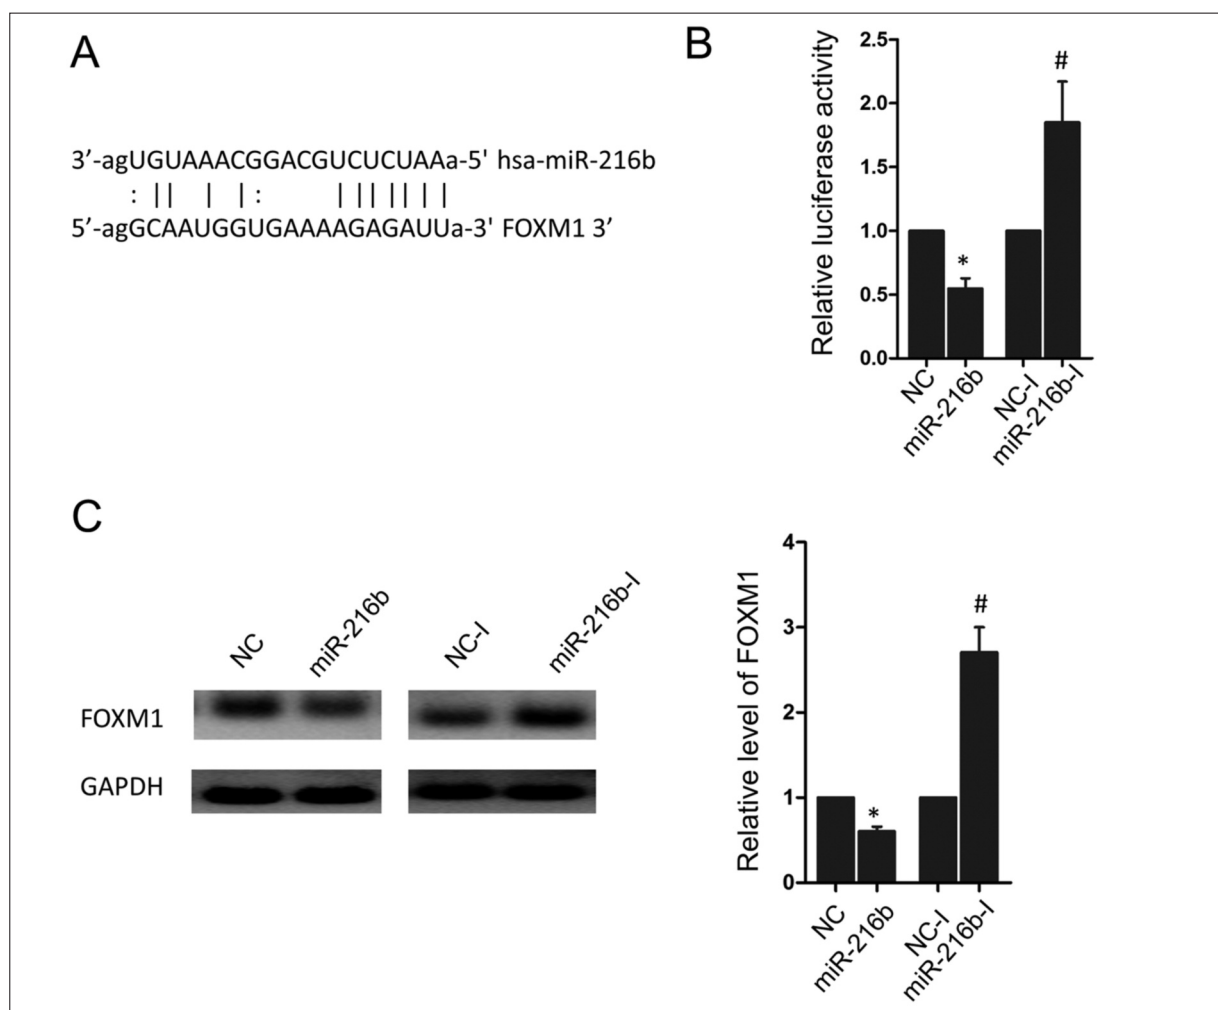 A
3’-agUGUAAACGGACGUCUCUAAa-5' hsa-miR-216b
: || | |: | || || | |
5’-agGCAAUGGUGAAAAGAGAUUa-3' FOXM1 3’
B
Relative luciferase activity
2.5
2.0
1.5
1.0
0.5
0.0
*
#
NC
miR-216b
NC-I
miR-216b-I
C
NC
miR-216b
NC-I
miR-216b-I
FOXM1
GAPDH
Relative level of FOXM1
4
3
2
1
0
*
#
NC
miR-216b
NC-I
miR-216b-I